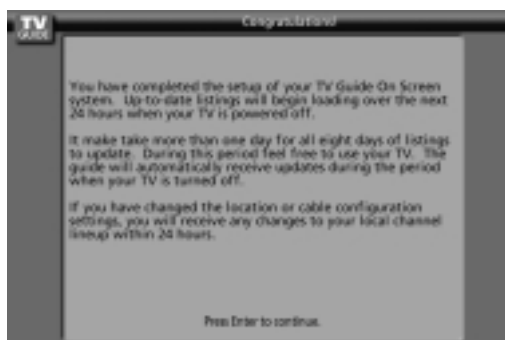 TV
GUIDE
Congratulations!
You have completed the setup of your TV Guide On Screen
system. Up-to-date listings will begin loading over the next
24 hours when your TV is powered off.
It make take more than one day for all eight days of listings
to update. During this period feel free to use your TV. The
guide will automatically receive updates during the period
when your TV is turned off.
If you have changed the location or cable configuration
settings, you will receive any changes to your local channel
lineup within 24 hours.
Press Enter to continue.